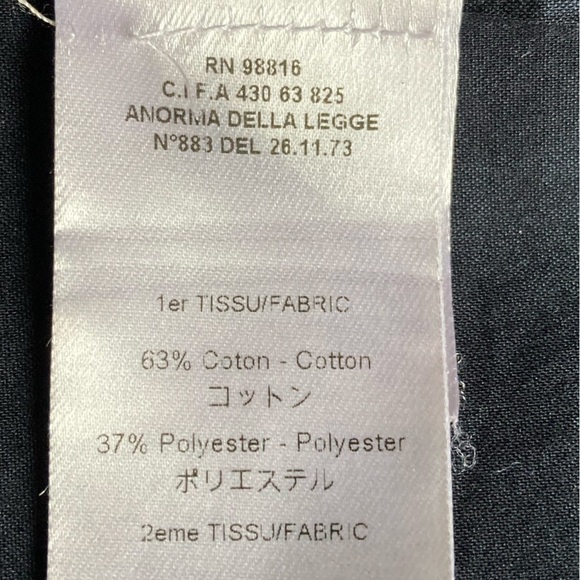 RN 98816
C.I F.A 430 63 825
ANORMA DELLA LEGGE
N°883 DEL 26.11.73
1er TISSU/FABRIC
63% Coton - Cotton
コットン
37% Polyester - Polyester
ポリエステル
2eme TISSU/FABRIC